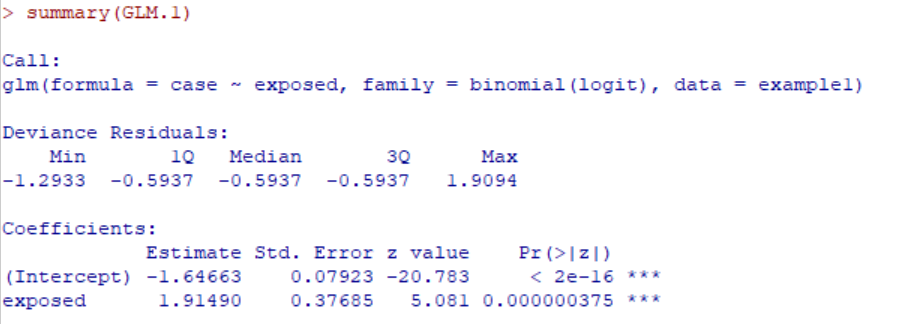 > summary(GLM.1)
Call:
glm(formula = case ~ exposed, family = binomial(logit), data = example1)
Deviance Residuals:
Min 1Q Median 3Q Max
-1.2933 -0.5937 -0.5937 -0.5937 1.9094
Coefficients:
Estimate Std. Error z value Pr(>|z|)
(Intercept) -1.64663 0.07923 -20.783 < 2e-16 ***
exposed 1.91490 0.37685 5.081 0.000000375 ***